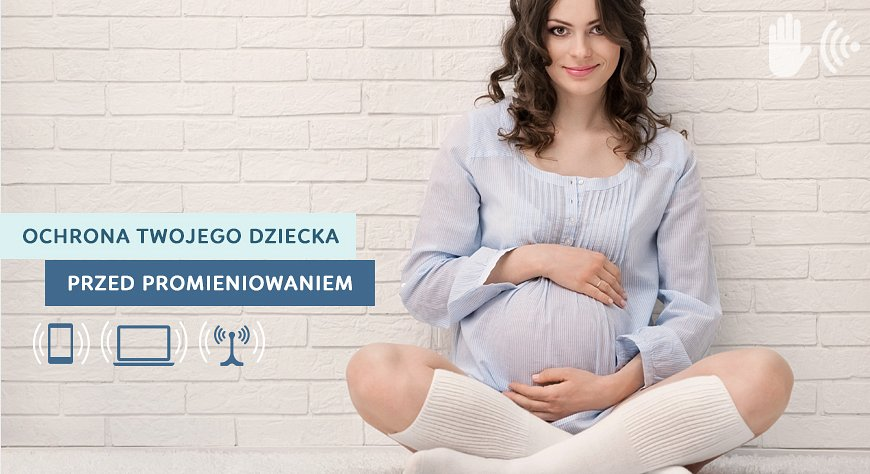 OCHRONA TWOJEGO DZIECKA
PRZED PROMIENIOWANIEM